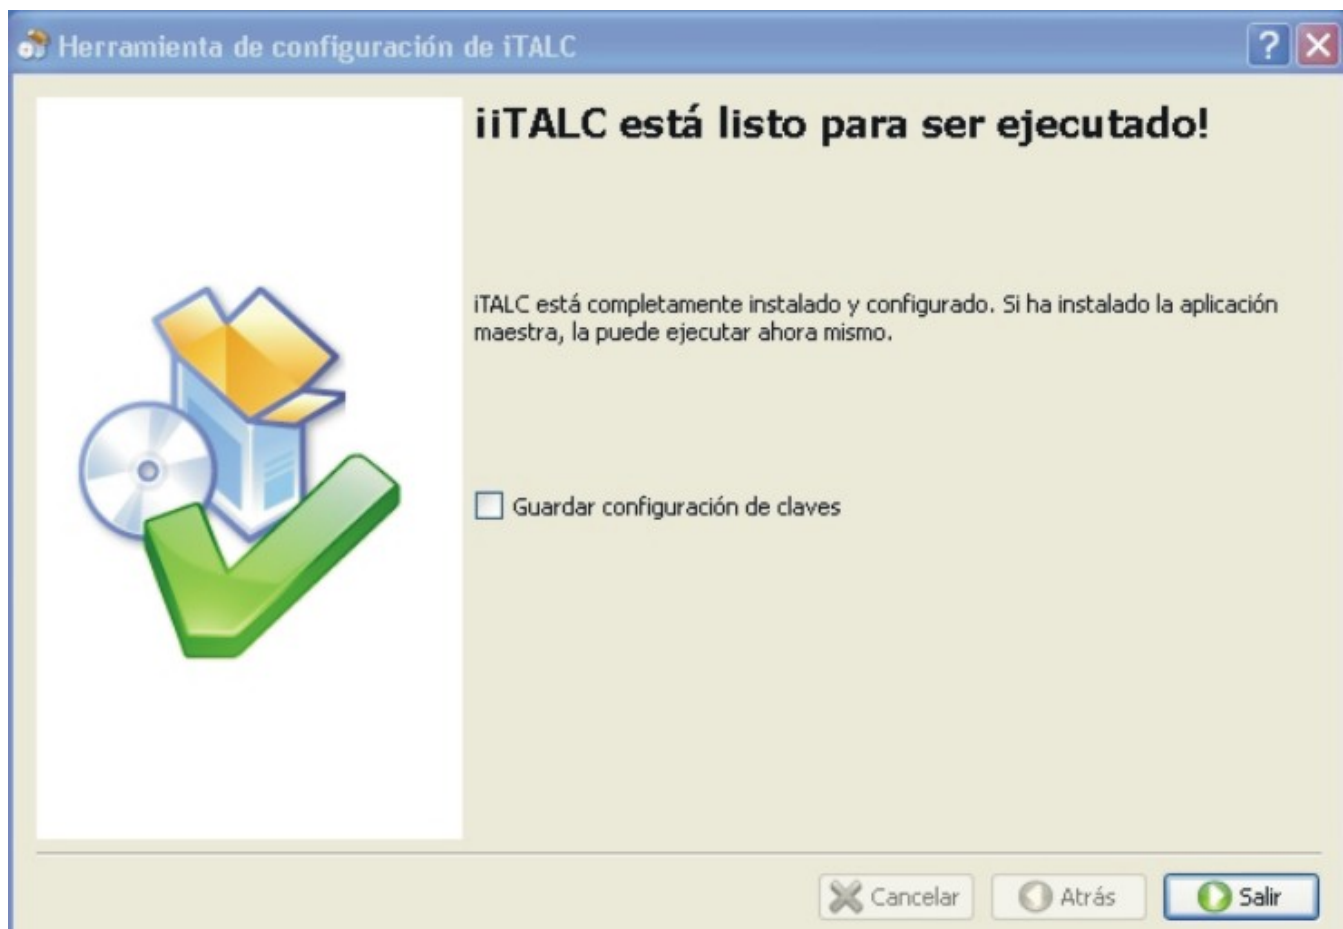 Herramienta de configuración de iTALC
?
¡iTALC está listo para ser ejecutado!
iTALC está completamente instalado y configurado. Si ha instalado la aplicación
maestra, la puede ejecutar ahora mismo.
Guardar configuración de claves
Cancelar
Atrás
Salir